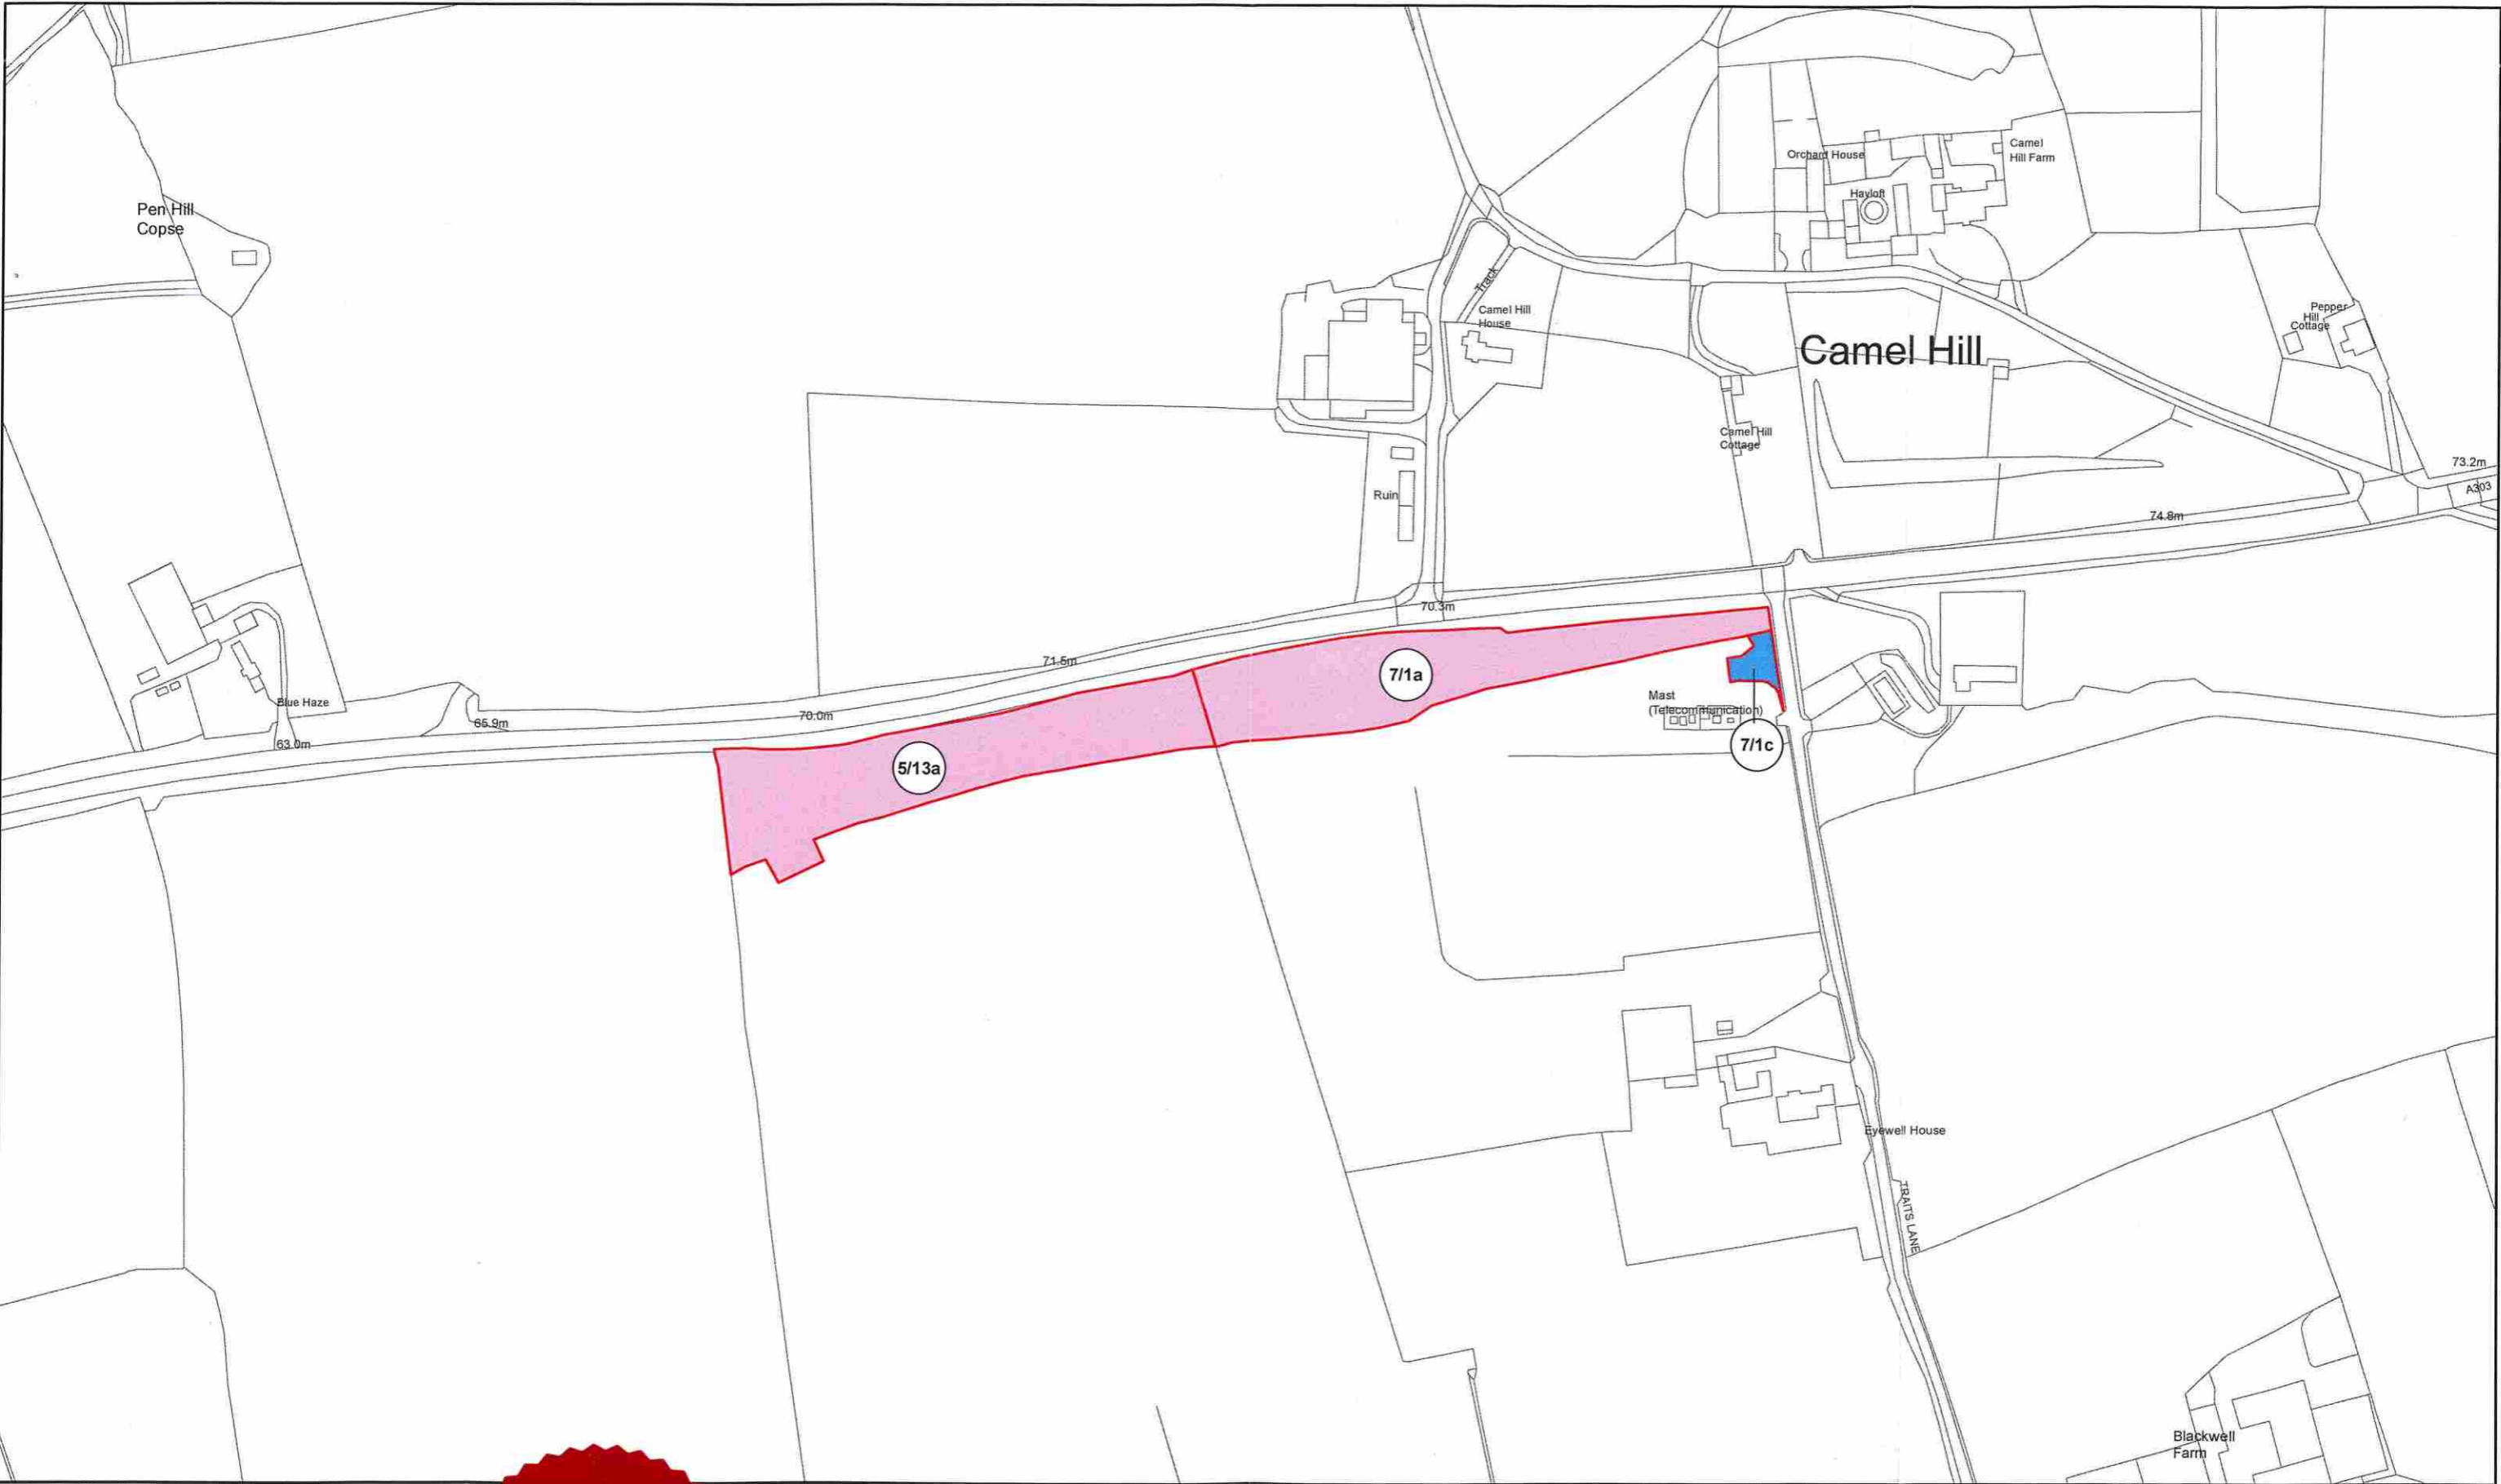 Camel
Hill Farm
Orchard House
Hayloft
Pen Hill
Copse
Track
Camel Hill
House
Pepper
Hill
Cottage
Camel Hill
Camel Hill
Cottage
73.2m
A303
Ruin
74.8m
70.3m
71.5m
7/1a
Mast
(Telecommunication)
Blue Haze
65.9m
70.0m
63.0m
7/1c
5/13a
Eyewell House
TRAITS LANE
Blackwell
Farm